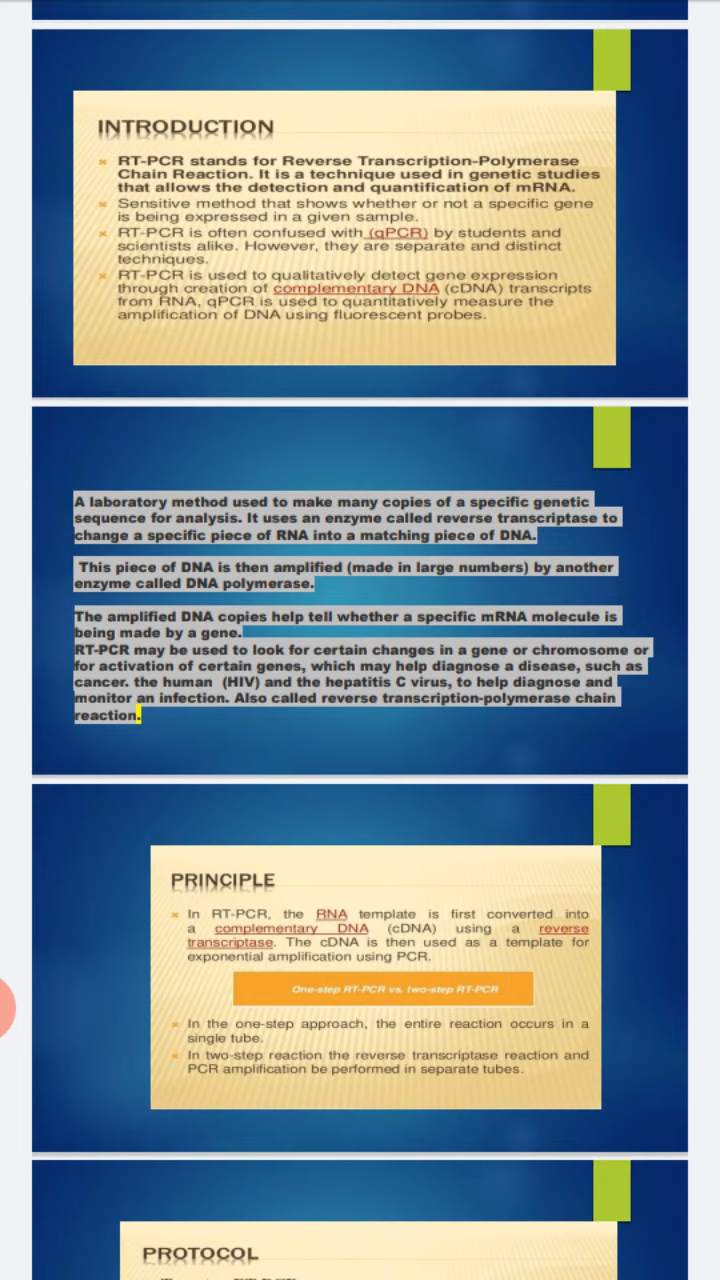 INTRODUCTION
RT-PCR stands for Reverse Transcription-Polymerase
Chain Reaction. It is a technique used in genetic studies
that allows the detection and quantification of mRNA.
Sensitive method that shows whether or not a specific gene
is being expressed in a given sample.
RT-PCR is often confused with (qPCR) by students and
scientists alike. However, they are separate and distinct
techniques.
RT-PCR is used to qualitatively detect gene expression
through creation of complementary DNA (cDNA) transcripts
from RNA, qPCR is used to quantitatively measure the
amplification of DNA using fluorescent probes.
A laboratory method used to make many copies of a specific genetic
sequence for analysis. It uses an enzyme called reverse transcriptase to
change a specific piece of RNA into a matching piece of DNA.
This piece of DNA is then amplified (made in large numbers) by another
enzyme called DNA polymerase.
The amplified DNA copies help tell whether a specific mRNA molecule is
being made by a gene.
RT-PCR may be used to look for certain changes in a gene or chromosome or
for activation of certain genes, which may help diagnose a disease, such as
cancer. the human (HIV) and the hepatitis C virus, to help diagnose and
monitor an infection. Also called reverse transcription-polymerase chain
reaction.
PRINCIPLE
In RT-PCR, the RNA template is first converted into
a complementary DNA (cDNA) using a reverse
transcriptase. The cDNA is then used as a template for
exponential amplification using PCR.
One-step RT-PCR vs. two-step RT-PCR
In the one-step approach, the entire reaction occurs in a
single tube.
In two-step reaction the reverse transcriptase reaction and
PCR amplification be performed in separate tubes.
PROTOCOL